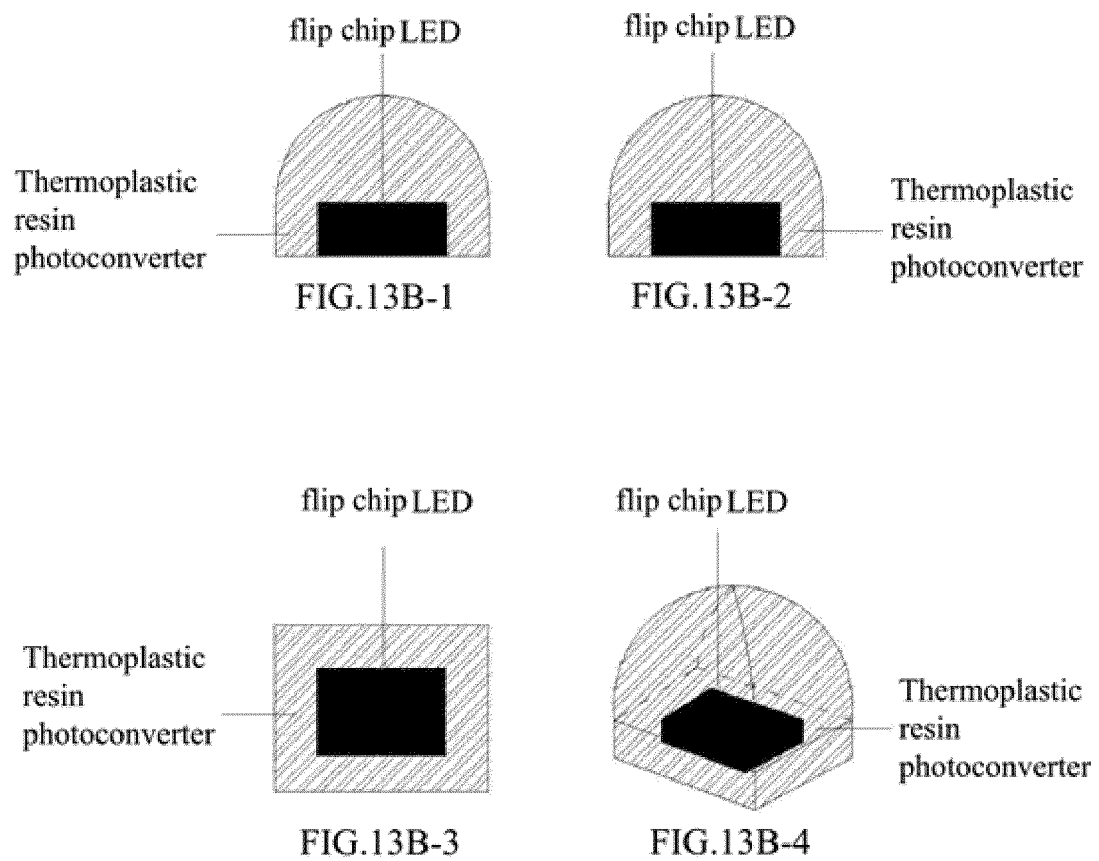 flip chip LED
flip chip LED
Thermoplastic
resin
photoconverter
Thermoplastic
resin
photoconverter
FIG.13B-1
FIG.13B-2
flip chip LED
flip chip LED
Thermoplastic
resin
photoconverter
Thermoplastic
resin
photoconverter
FIG.13B-3
FIG.13B-4